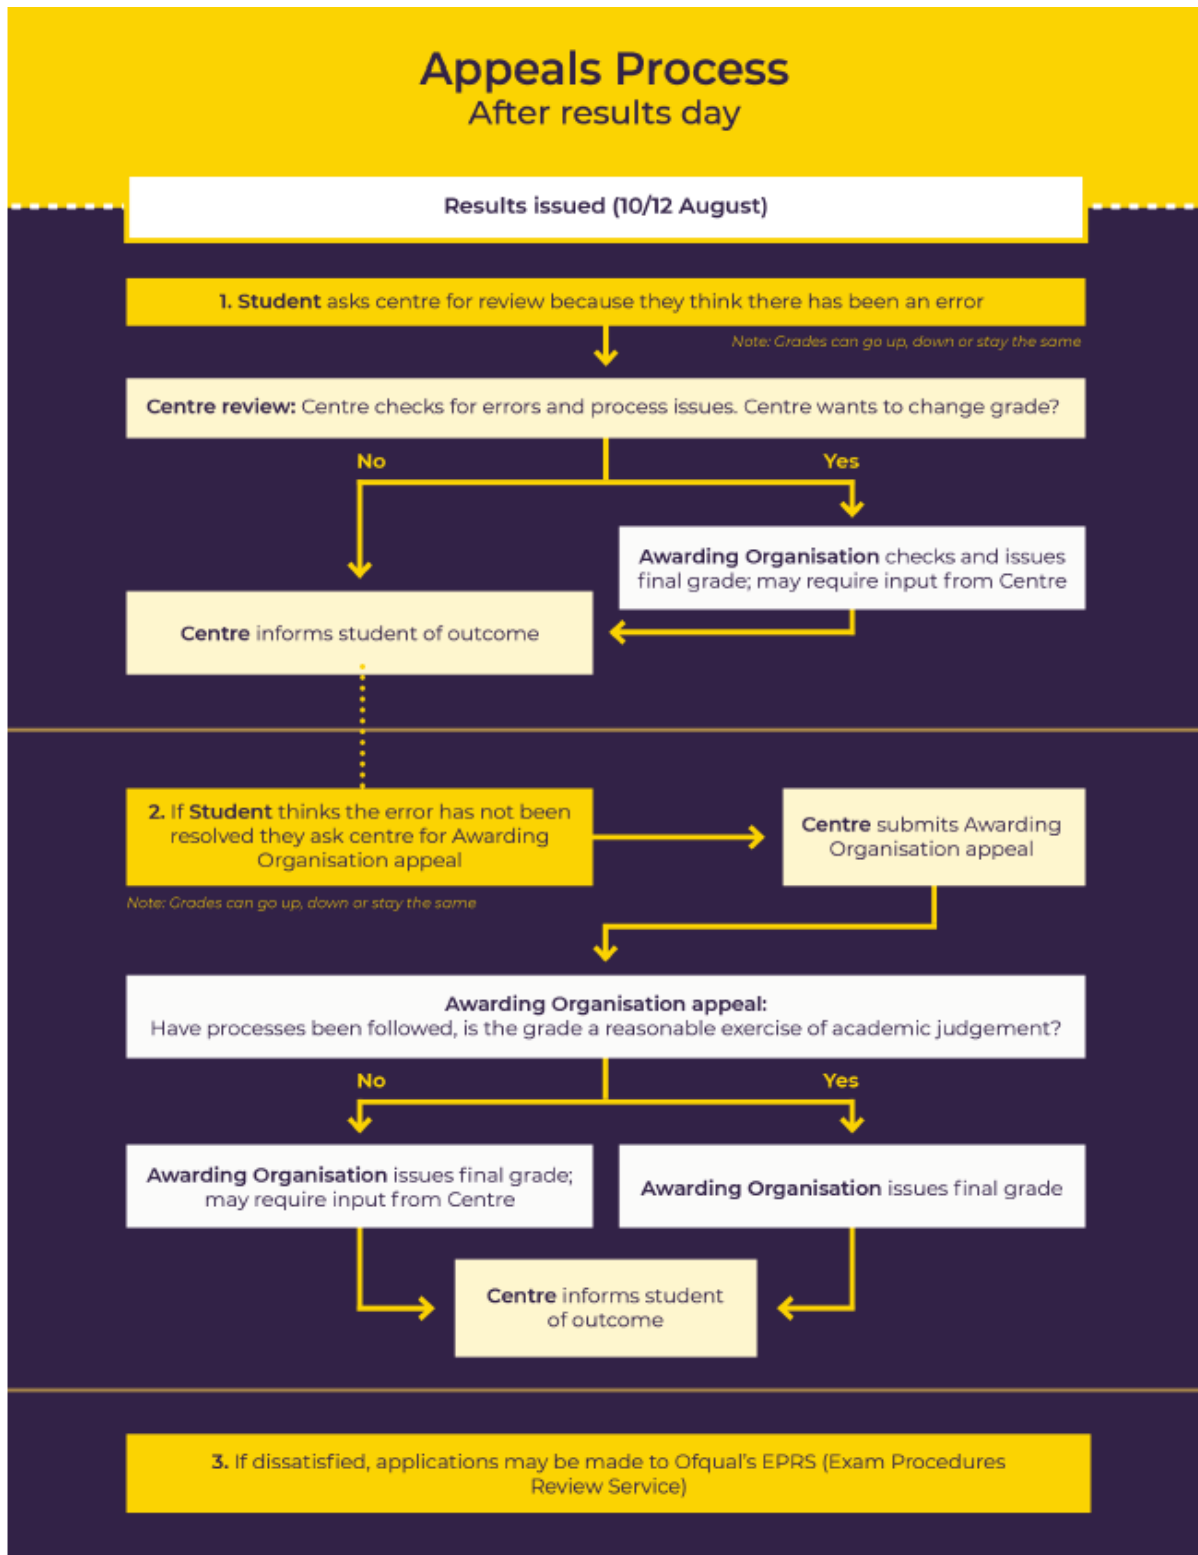 Appeals Process
After results day
Results issued (10/12 August)
1. Student asks centre for review because they think there has been an error
Note: Grades can go up, down or stay the same
Centre review: Centre checks for errors and process issues. Centre wants to change grade?
No
Yes
Awarding Organisation checks and issues
final grade; may require input from Centre
Centre informs student of outcome
2. If Student thinks the error has not been
resolved they ask centre for Awarding
Organisation appeal
Note: Grades can go up, down or stay the same
Centre submits Awarding
Organisation appeal
Awarding Organisation appeal:
Have processes been followed, is the grade a reasonable exercise of academic judgement?
No
Yes
Awarding Organisation issues final grade;
may require input from Centre
Awarding Organisation issues final grade
Centre informs student
of outcome
3. If dissatisfied, applications may be made to Ofqual's EPRS (Exam Procedures
Review Service)